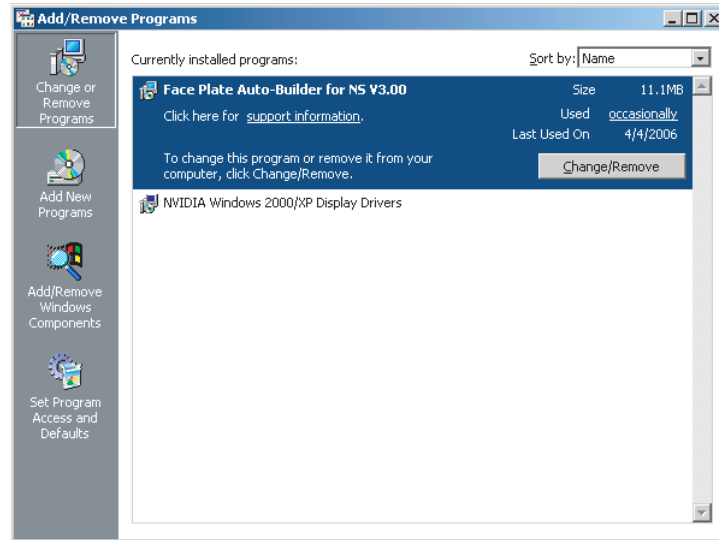 Add/Remove Programs
Change or
Remove
Programs
Add New
Programs
Add/Remove
Windows
Components
Set Program
Access and
Defaults
Currently installed programs:
Sort by: Name
Face Plate Auto-Builder for NS V3.00
Size 11.1MB
Click here for support information.
Used occasionally
Last Used On 4/4/2006
To change this program or remove it from your
computer, click Change/Remove.
Change/Remove
NVIDIA Windows 2000/XP Display Drivers